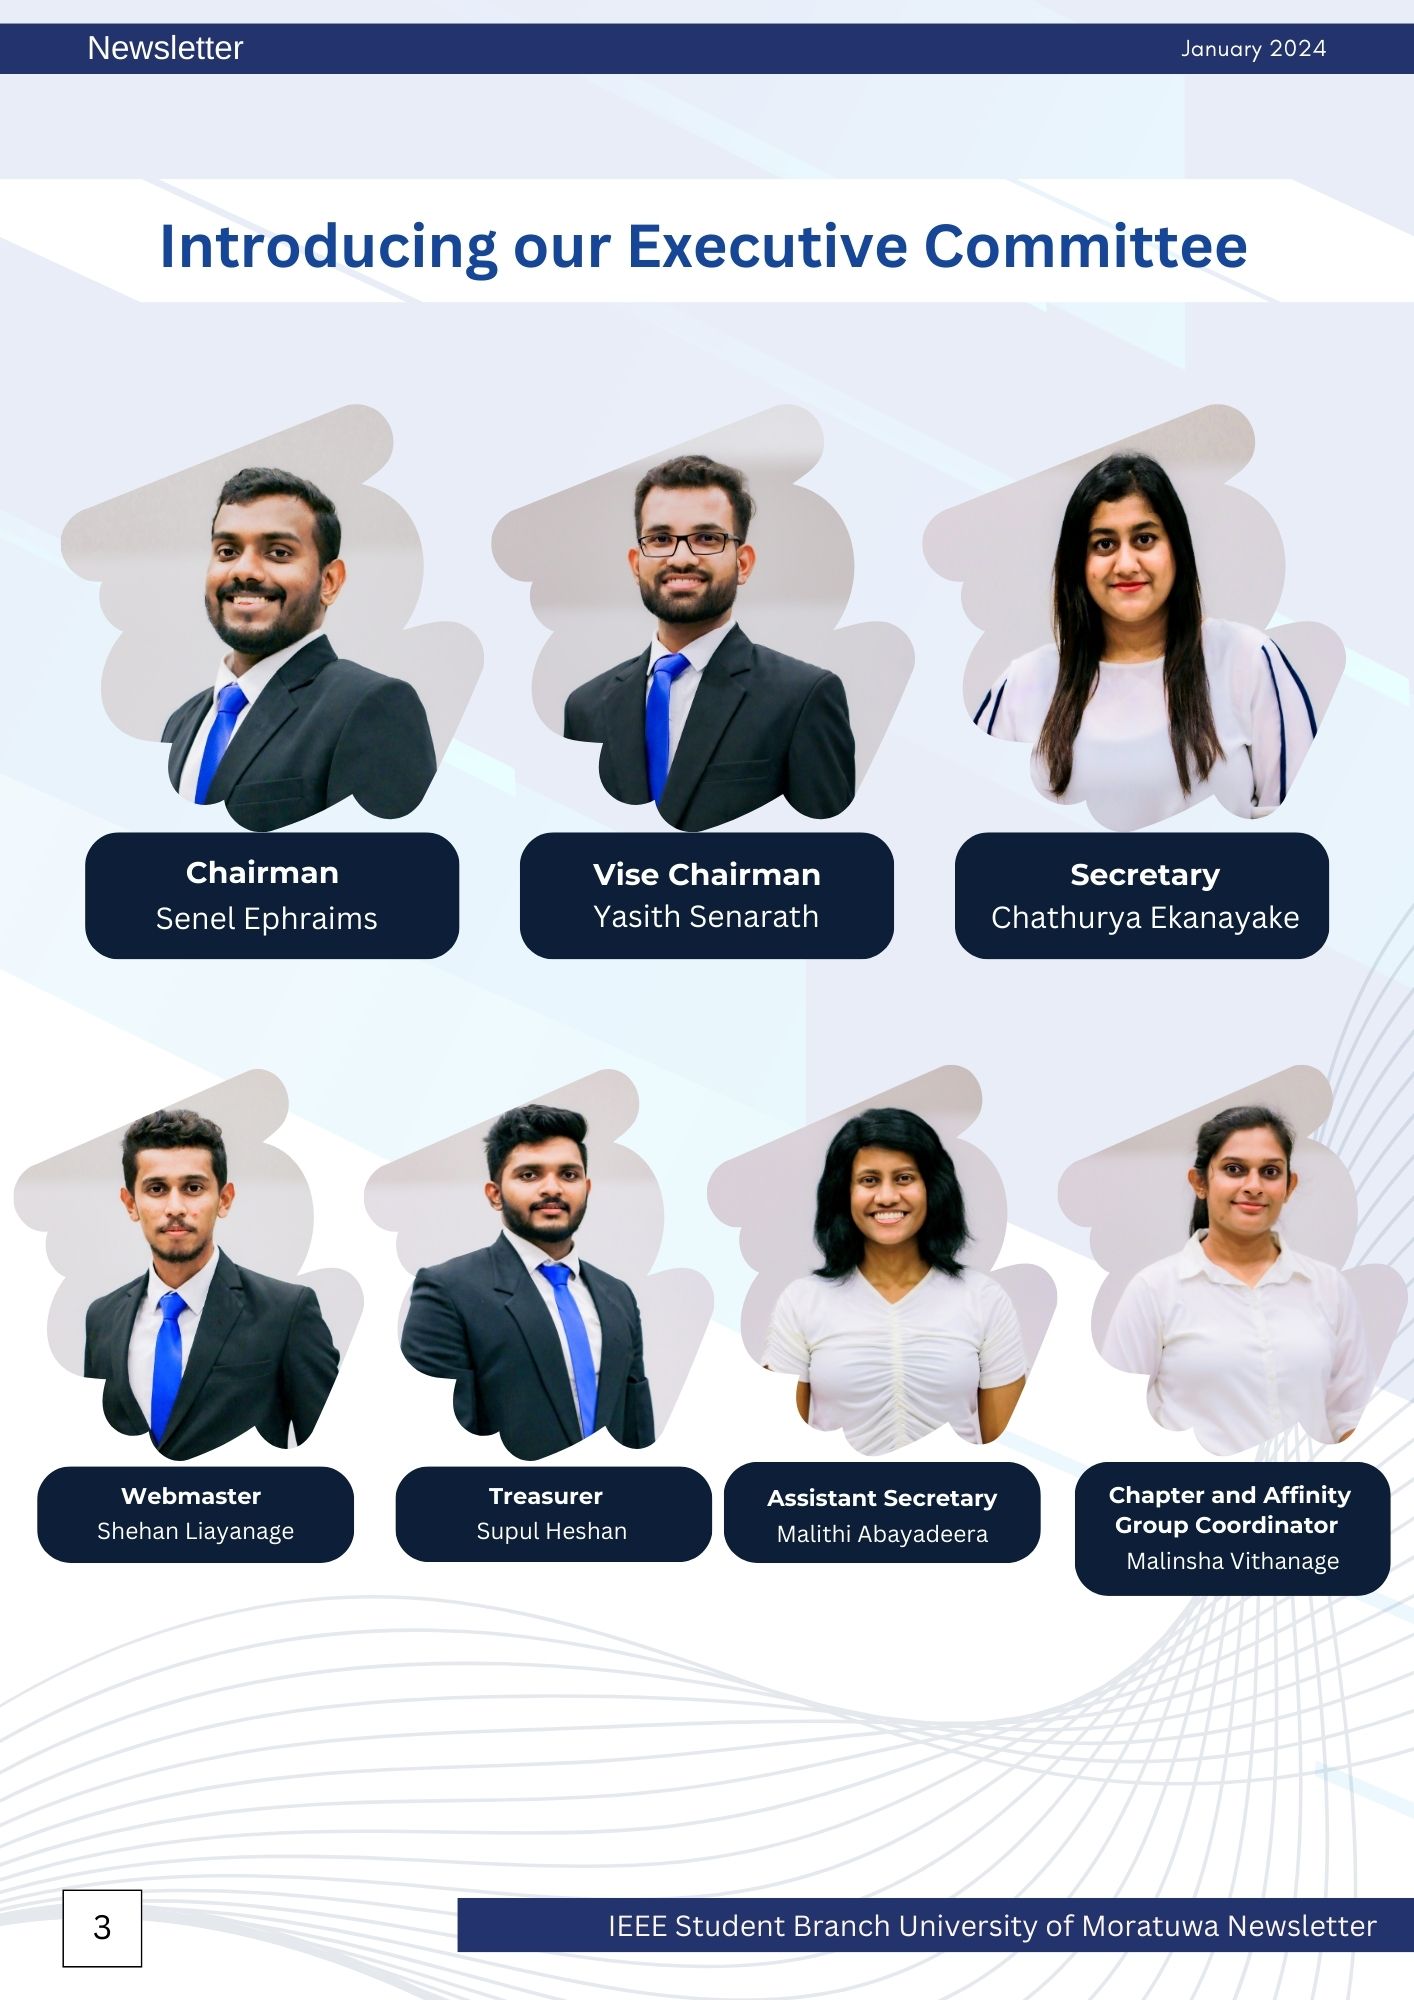 Newsletter
January 2024
Introducing our Executive Committee
Chairman
Senel Ephraims
Vise Chairman
Yasith Senarath
Secretary
Chathurya Ekanayake
Webmaster
Shehan Liayanage
Treasurer
Supul Heshan
Assistant Secretary
Malithi Abayadeera
Chapter and Affinity
Group Coordinator
Malinsha Vithanage
3
IEEE Student Branch University of Moratuwa Newsletter